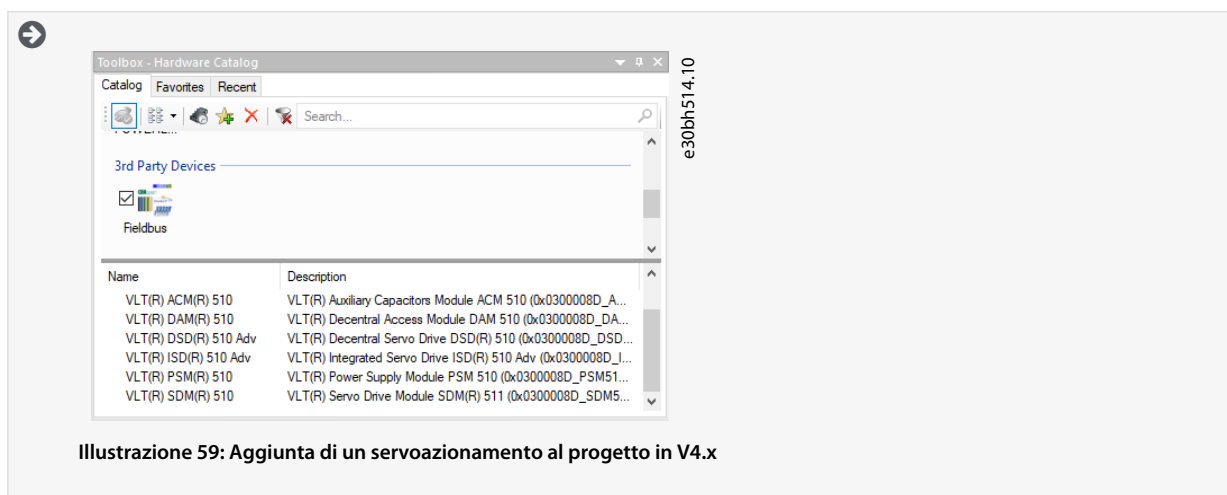 Toolbox - Hardware Catalog
Catalog Favorites Recent
Search...
3rd Party Devices
Fieldbus
Name Description
VLT(R) ACM(R) 510 VLT(R) Auxiliary Capacitors Module ACM 510 (0x0300008D_A...
VLT(R) DAM(R) 510 VLT(R) Decentral Access Module DAM 510 (0x0300008D_DA...
VLT(R) DSD(R) 510 Adv VLT(R) Decentral Servo Drive DSD(R) 510 (0x0300008D_DSD...
VLT(R) ISD(R) 510 Adv VLT(R) Integrated Servo Drive ISD(R) 510 Adv (0x0300008D_I...
VLT(R) PSM(R) 510 VLT(R) Power Supply Module PSM 510 (0x0300008D_PSM51...
VLT(R) SDM(R) 510 VLT(R) Servo Drive Module SDM(R) 511 (0x0300008D_SDM5...
e30bh514.10
Illustrazione 59: Aggiunta di un servoazionamento al progetto in V4.x